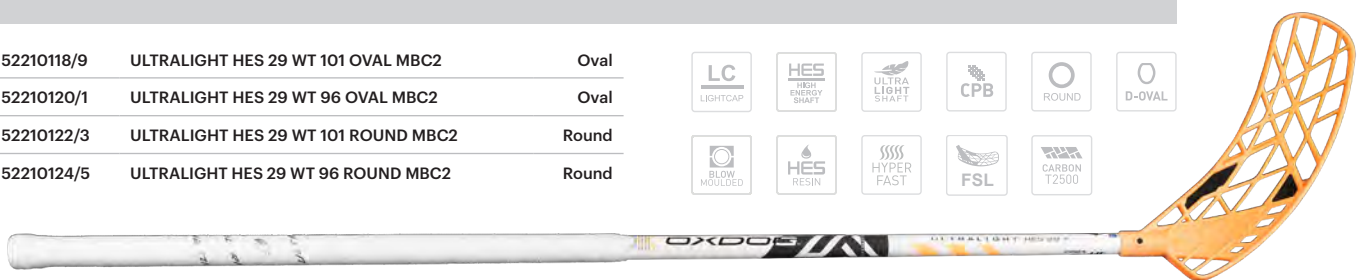 52210118/9 ULTRALIGHT HES 29 WT 101 OVAL MBC2 Oval
52210120/1 ULTRALIGHT HES 29 WT 96 OVAL MBC2 Oval
52210122/3 ULTRALIGHT HES 29 WT 101 ROUND MBC2 Round
52210124/5 ULTRALIGHT HES 29 WT 96 ROUND MBC2 Round
LC
LIGHTCAP
HES
HIGH
ENERGY
SHAFT
ULTRA
LIGHT
SHAFT
CPB
ROUND
D-OVAL
BLOW
MOULDED
HES
RESIN
HYPER
FAST
FSL
CARBON
T2500
OXDOG
ULTRALIGHT HES 29